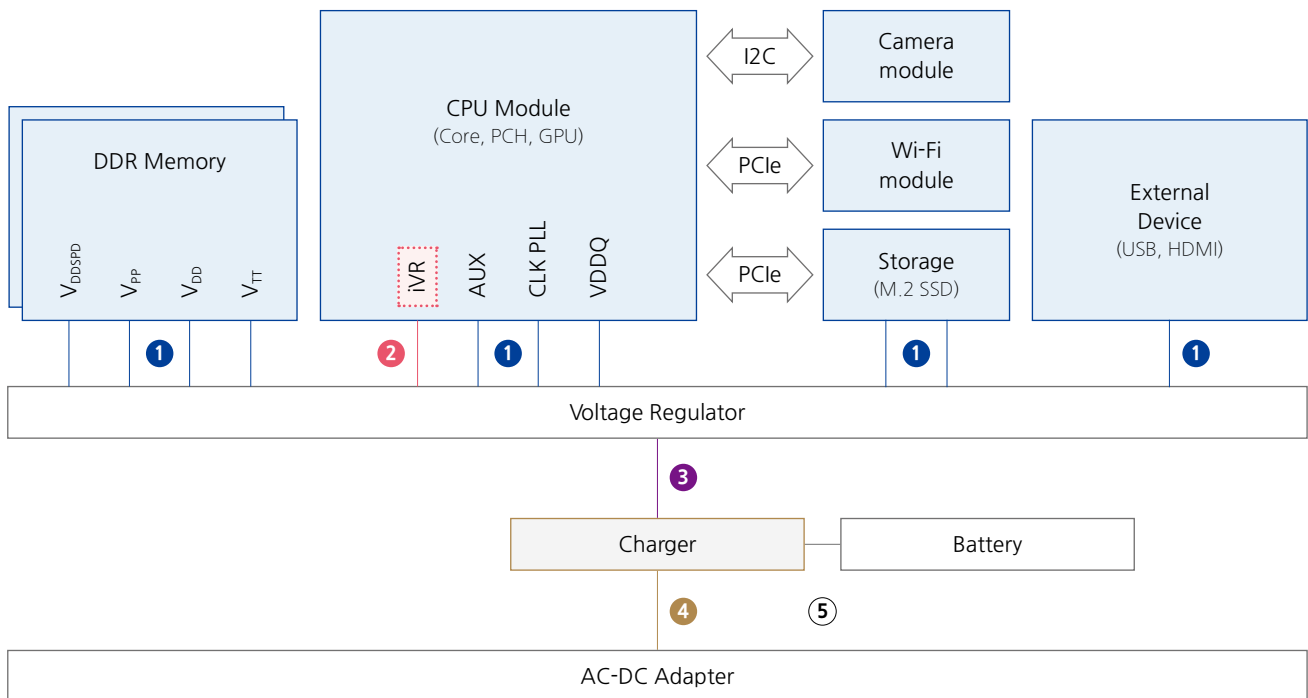 I2C
Camera
module
CPU Module
(Core, PCH, GPU)
DDR Memory
PCIe
Wi-Fi
module
External
Device
(USB, HDMI)
PCIe
Storage
(M.2 SSD)
VDDSPD
VPP
VDD
VTT
iVR
AUX
CLK PLL
VDDQ
1
2
1
1
1
Voltage Regulator
3
Charger
Battery
4
5
AC-DC Adapter